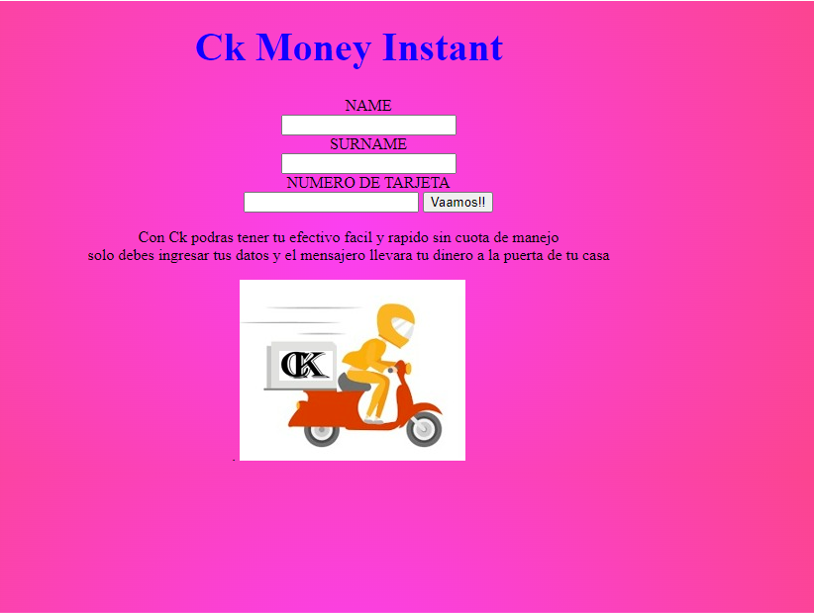 Ck Money Instant
NAME
SURNAME
NUMERO DE TARJETA
Vaamos!!
Con Ck podras tener tu efectivo facil y rapido sin cuota de manejo
solo debes ingresar tus datos y el mensajero llevara tu dinero a la puerta de tu casa
CK
.